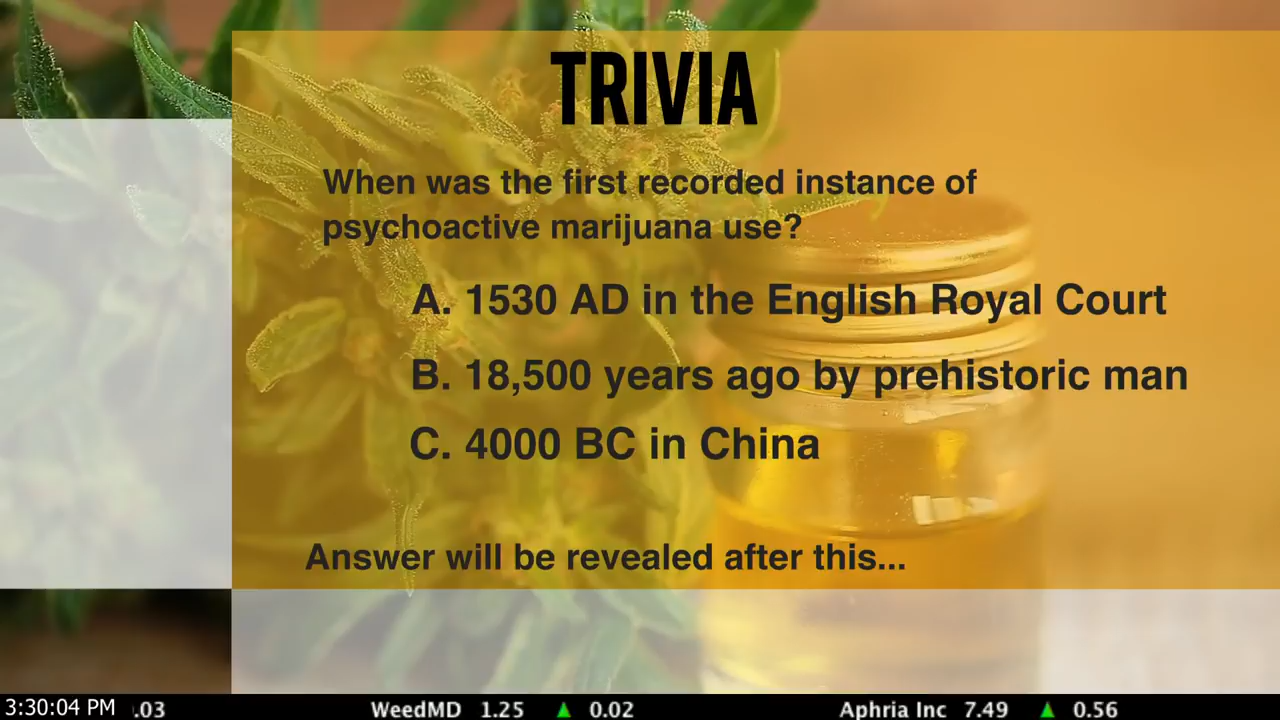 TRIVIA
When was the first recorded instance of
psychoactive marijuana use?
A. 1530 AD in the English Royal Court
B. 18,500 years ago by prehistoric man
C. 4000 BC in China
Answer will be revealed after this...
3:30:04 PM .03 WeedMD 1.25 ▲ 0.02 Aphria Inc 7.49 ▲ 0.56